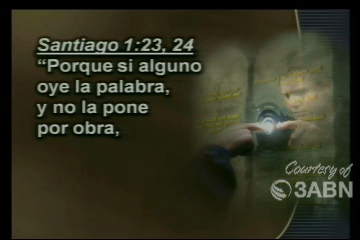 Santiago 1:23, 24
“Porque si alguno
oye la palabra,
y no la pone
por obra,
Courtesy of
3ABN